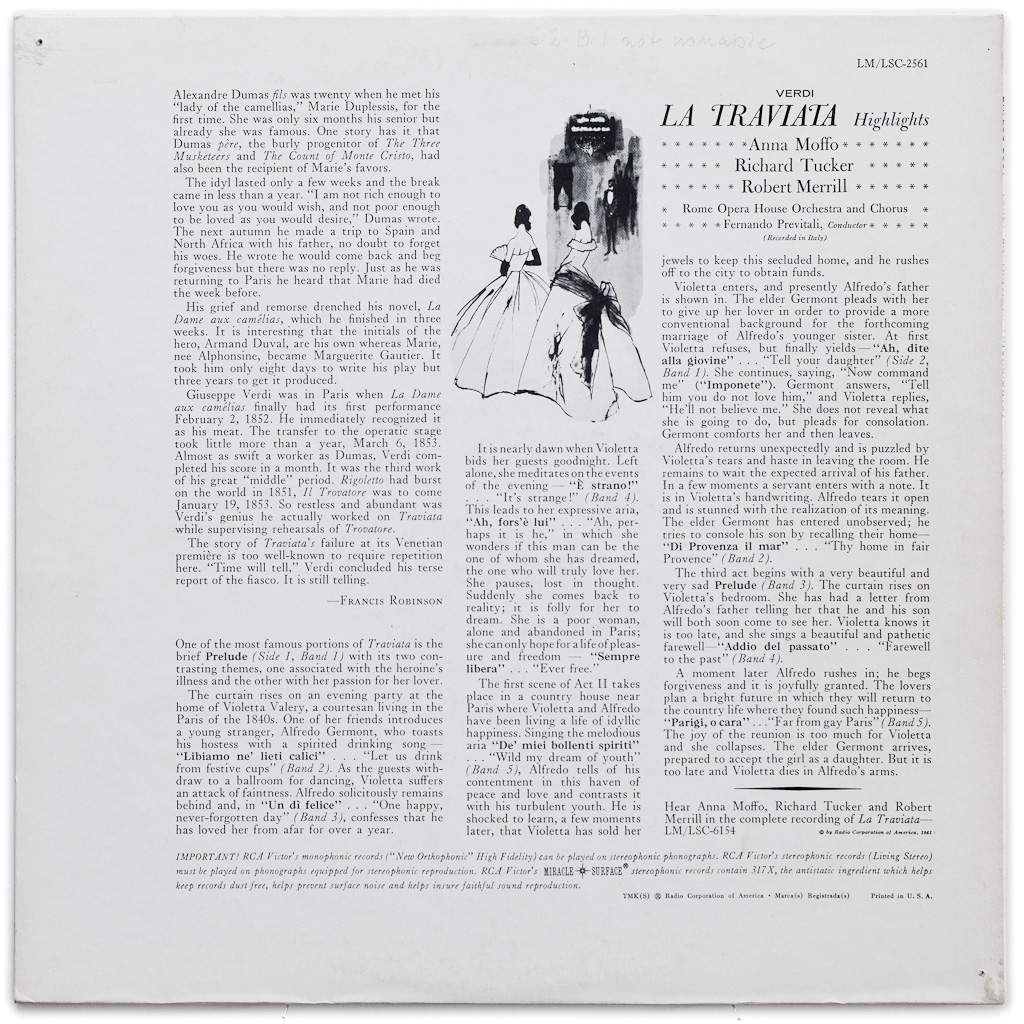 S.2 B.1 not usuable
LM/LSC-2561
Alexandre Dumas fils was twenty when he met his
“lady of the camellias,” Marie Duplessis, for the
first time. She was only six months his senior but
already she was famous. One story has it that
Dumas père, the burly progenitor of The Three
Musketeers and The Count of Monte Cristo, had
also been the recipient of Marie's favors.
The idyl lasted only a few weeks and the break
came in less than a year. “I am not rich enough to
love you as you would wish, and not poor enough
to be loved as you would desire,” Dumas wrote.
The next autumn he made a trip to Spain and
North Africa with his father, no doubt to forget
his woes. He wrote he would come back and beg
forgiveness but there was no reply. Just as he was
returning to Paris he heard that Marie had died
the week before.
His grief and remorse drenched his novel, La
Dame aux camélias, which he finished in three
weeks. It is interesting that the initials of the
hero, Armand Duval, are his own whereas Marie,
nee Alphonsine, became Marguerite Gautier. It
took him only eight days to write his play but
three years to get it produced.
Giuseppe Verdi was in Paris when La Dame
aux camélias finally had its first performance
February 2, 1852. He immediately recognized it
as his meat. The transfer to the operatic stage
took little more than a year, March 6, 1853.
Almost as swift a worker as Dumas, Verdi com-
pleted his score in a month. It was the third work
of his great “middle” period. Rigoletto had burst
on the world in 1851, Il Trovatore was to come
January 19, 1853. So restless and abundant was
Verdi's genius he actually worked on Traviata
while supervising rehearsals of Trovatore.
The story of Traviata's failure at its Venetian
première is too well-known to require repetition
here. “Time will tell,” Verdi concluded his terse
report of the fiasco. It is still telling.
—FRANCIS ROBINSON
One of the most famous portions of Traviata is the
brief Prelude (Side 1, Band 1) with its two con-
trasting themes, one associated with the heroine's
illness and the other with her passion for her lover.
The curtain rises on an evening party at the
home of Violetta Valery, a courtesan living in the
Paris of the 1840s. One of her friends introduces
a young stranger, Alfredo Germont, who toasts
his hostess with a spirited drinking song—
“Libiamo ne' lieti calici” . . . “Let us drink
from festive cups” (Band 2). As the guests with-
draw to a ballroom for dancing, Violetta suffers
an attack of faintness. Alfredo solicitously remains
behind and, in “Un dì felice” . . . “One happy,
never-forgotten day” (Band 3), confesses that he
has loved her from afar for over a year.
It is nearly dawn when Violetta
bids her guests goodnight. Left
alone, she meditates on the events
of the evening — “È strano!”
. . . “It's strange!” (Band 4).
This leads to her expressive aria,
“Ah, fors'è lui” . . . “Ah, per-
haps it is he,” in which she
wonders if this man can be the
one of whom she has dreamed,
the one who will truly love her.
She pauses, lost in thought.
Suddenly she comes back to
reality; it is folly for her to
dream. She is a poor woman,
alone and abandoned in Paris;
she can only hope for a life of pleas-
ure and freedom — “Sempre
libera” . . . “Ever free.”
The first scene of Act II takes
place in a country house near
Paris where Violetta and Alfredo
have been living a life of idyllic
happiness. Singing the melodious
aria “De' miei bollenti spiriti”
. . . “Wild my dream of youth”
(Band 5), Alfredo tells of his
contentment in this haven of
peace and love and contrasts it
with his turbulent youth. He is
shocked to learn, a few moments
later, that Violetta has sold her
VERDI
LA TRAVIATA Highlights
* * * * * * *Anna Moffo* * * * * * *
* * * * * * Richard Tucker * * * * *
* * * * * * Robert Merrill * * * * * *
* Rome Opera House Orchestra and Chorus *
* * * * *Fernando Previtali, Conductor* * * * *
(Recorded in Italy)
jewels to keep this secluded home, and he rushes
off to the city to obtain funds.
Violetta enters, and presently Alfredo's father
is shown in. The elder Germont pleads with her
to give up her lover in order to provide a more
conventional background for the forthcoming
marriage of Alfredo's younger sister. At first
Violetta refuses, but finally yields—“Ah, dite
alla giovine” . . . “Tell your daughter” (Side 2,
Band 1). She continues, saying, “Now command
me” (“Imponete”). Germont answers, “Tell
him you do not love him,” and Violetta replies,
“He'll not believe me.” She does not reveal what
she is going to do, but pleads for consolation.
Germont comforts her and then leaves.
Alfredo returns unexpectedly and is puzzled by
Violetta's tears and haste in leaving the room. He
remains to wait the expected arrival of his father.
In a few moments a servant enters with a note. It
is in Violetta's handwriting. Alfredo tears it open
and is stunned with the realization of its meaning.
The elder Germont has entered unobserved; he
tries to console his son by recalling their home—
“Di Provenza il mar” . . . “Thy home in fair
Provence” (Band 2).
The third act begins with a very beautiful and
very sad Prelude (Band 3). The curtain rises on
Violetta's bedroom. She has had a letter from
Alfredo's father telling her that he and his son
will both soon come to see her. Violetta knows it
is too late, and she sings a beautiful and pathetic
farewell—“Addio del passato” . . . “Farewell
to the past” (Band 4).
A moment later Alfredo rushes in; he begs
forgiveness and it is joyfully granted. The lovers
plan a bright future in which they will return to
the country life where they found such happiness—
“Parigi, o cara” . . . “Far from gay Paris” (Band 5).
The joy of the reunion is too much for Violetta
and she collapses. The elder Germont arrives,
prepared to accept the girl as a daughter. But it is
too late and Violetta dies in Alfredo's arms.
Hear Anna Moffo, Richard Tucker and Robert
Merrill in the complete recording of La Traviata—
LM/LSC-6154
© by Radio Corporation of America, 1961
IMPORTANT! RCA Victor's monophonic records (“New Orthophonic” High Fidelity) can be played on stereophonic phonographs. RCA Victor's stereophonic records (Living Stereo)
must be played on phonographs equipped for stereophonic reproduction. RCA Victor's MIRACLE SURFACE® stereophonic records contain 317X, the antistatic ingredient which helps
keep records dust free, helps prevent surface noise and helps insure faithful sound reproduction.
TMK(S) ® Radio Corporation of America • Marca(s) Registrada(s) Printed in U. S. A.